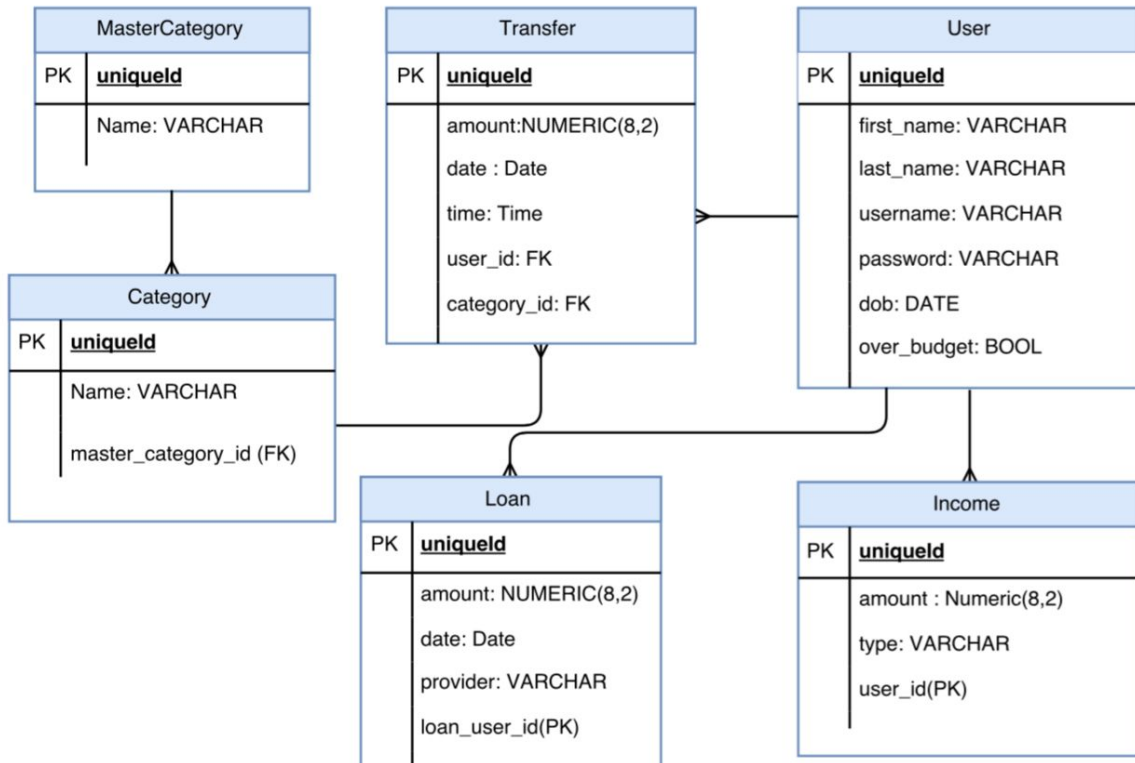 MasterCategory
PK uniqueId
Name: VARCHAR
Transfer
PK uniqueId
amount:NUMERIC(8,2)
date : Date
time: Time
user_id: FK
category_id: FK
User
PK uniqueId
first_name: VARCHAR
last_name: VARCHAR
username: VARCHAR
password: VARCHAR
dob: DATE
over_budget: BOOL
Category
PK uniqueId
Name: VARCHAR
master_category_id (FK)
Loan
PK uniqueId
amount: NUMERIC(8,2)
date: Date
provider: VARCHAR
loan_user_id(PK)
Income
PK uniqueId
amount : Numeric(8,2)
type: VARCHAR
user_id(PK)